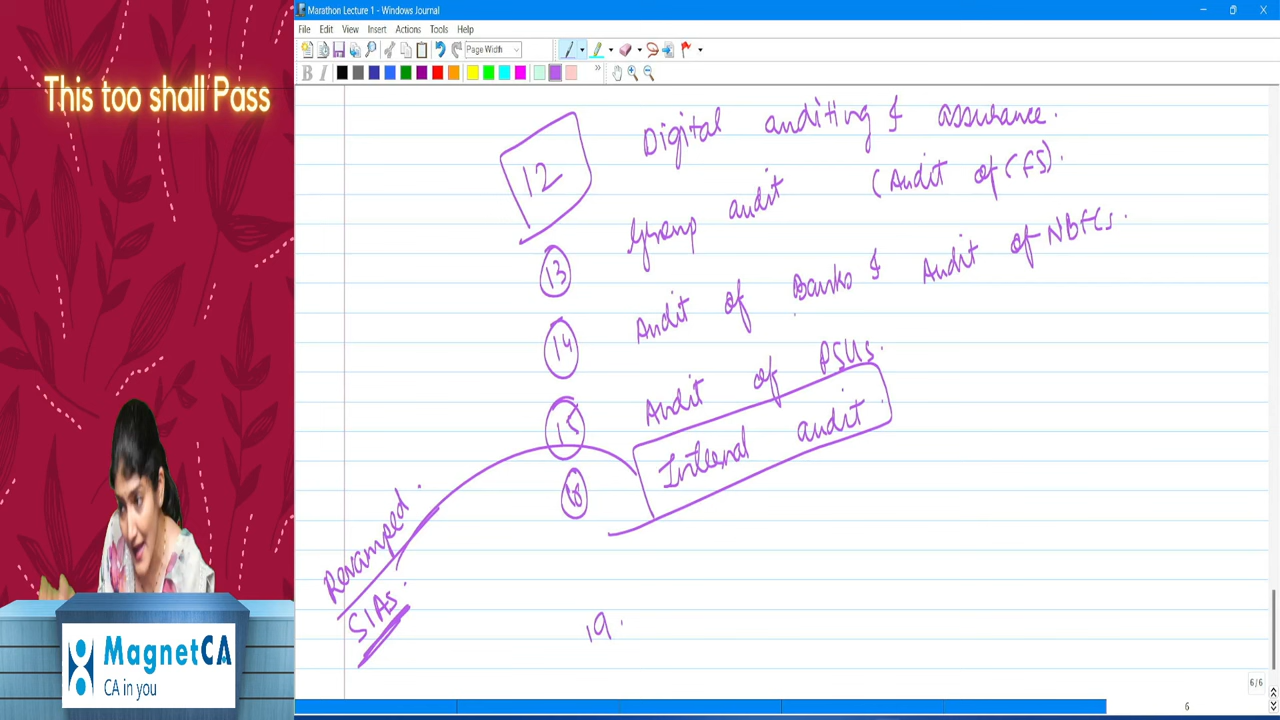 This too shall Pass
Marathon Lecture 1 - Windows Journal
File Edit View Insert Actions Tools Help
Page Width
12 Digital auditing & assurance.
13 Group audit (Audit of CFS).
14 Audit of Banks & Audit of NBFCs.
15 Audit of PSUs.
Internal audit
Revamped.
SIAs.
19.
MagnetCA
CA in you
6/6
6